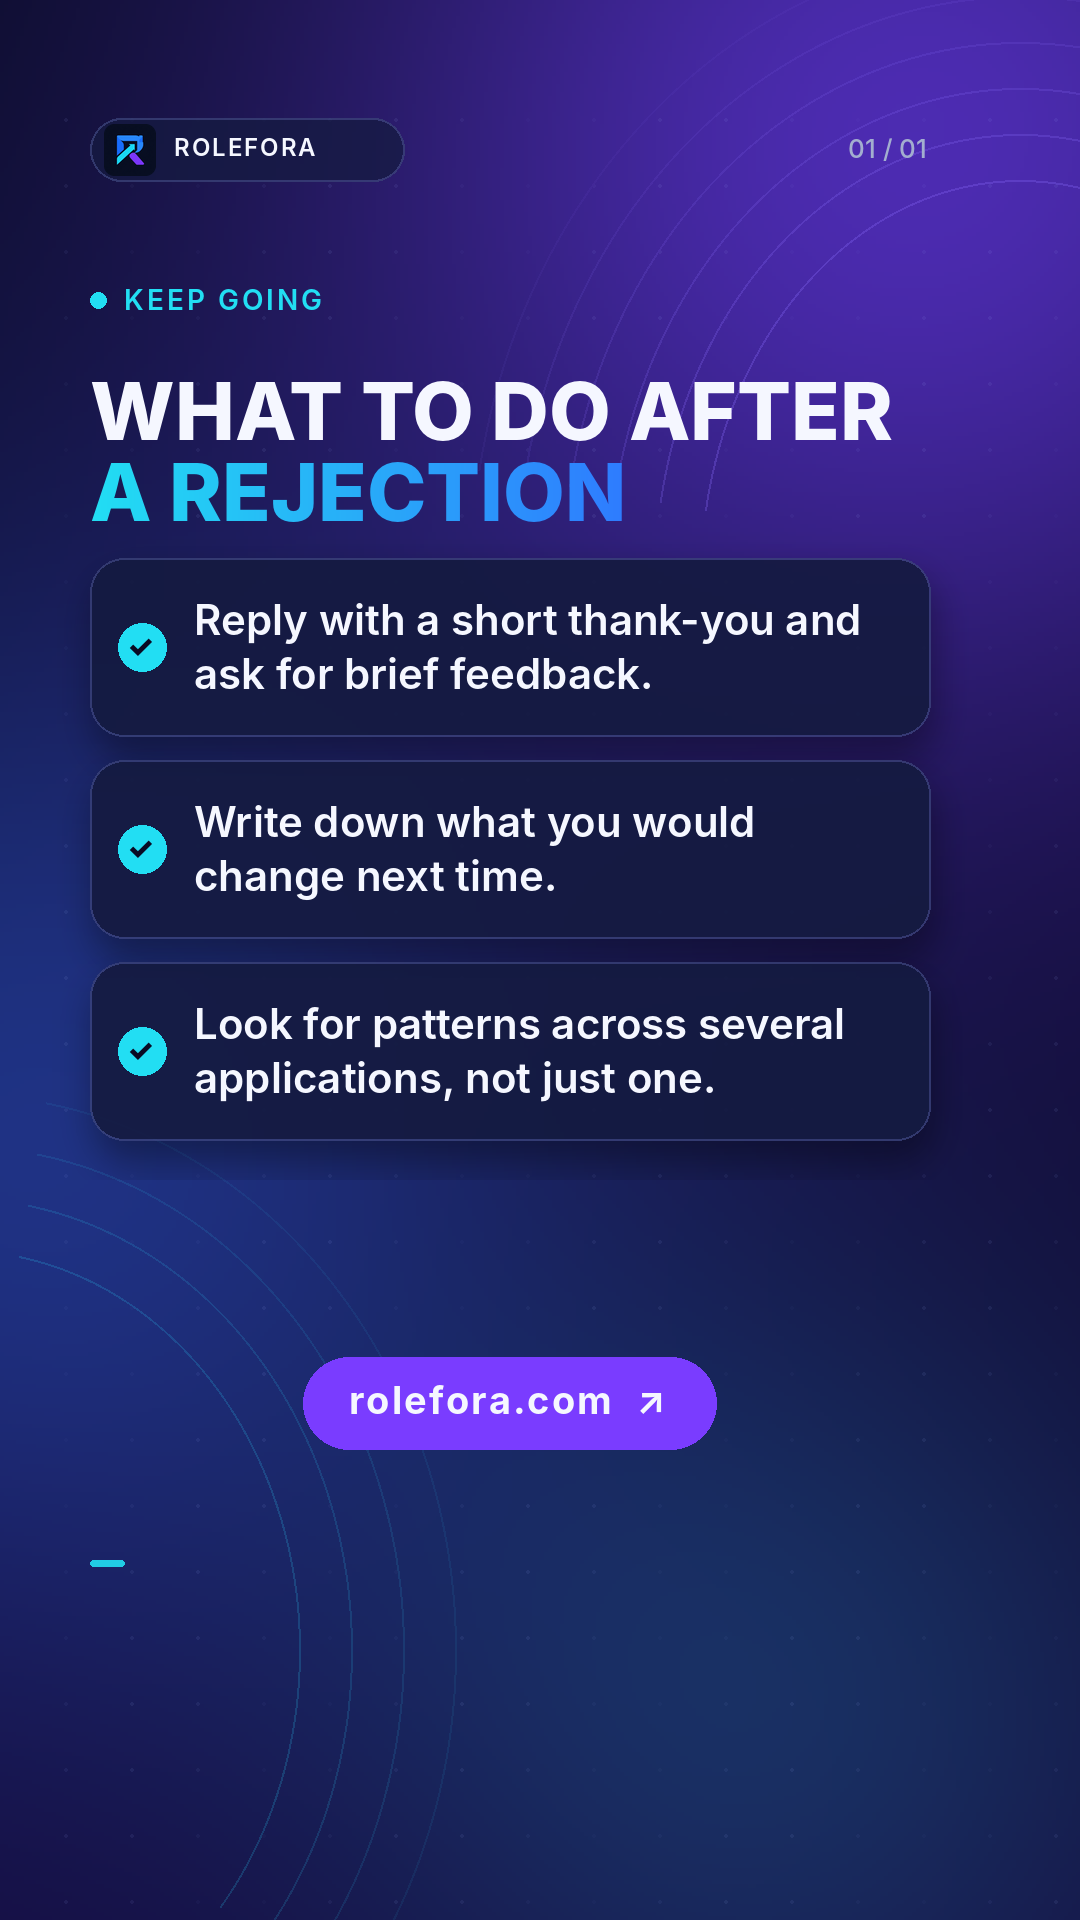 ROLEFORA
01 / 01
KEEP GOING
WHAT TO DO AFTER
A REJECTION
Reply with a short thank-you and
ask for brief feedback.
Write down what you would
change next time.
Look for patterns across several
applications, not just one.
rolefora.com